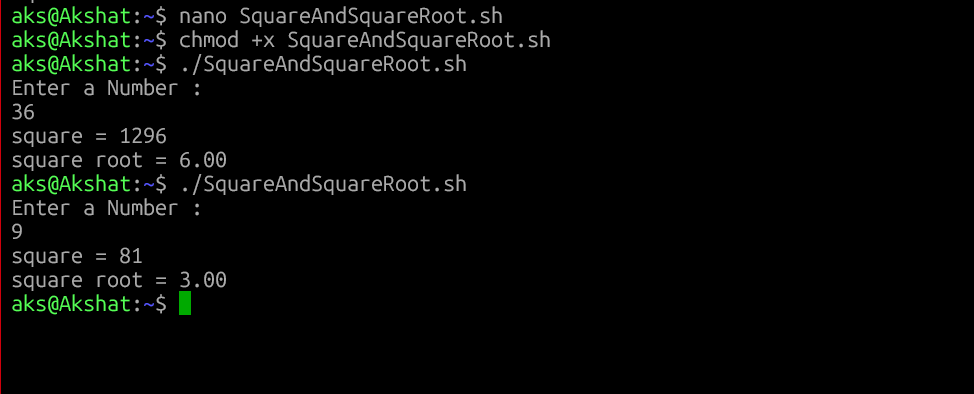 aks@Akshat:~$ nano SquareAndSquareRoot.sh
aks@Akshat:~$ chmod +x SquareAndSquareRoot.sh
aks@Akshat:~$ ./SquareAndSquareRoot.sh
Enter a Number :
36
square = 1296
square root = 6.00
aks@Akshat:~$ ./SquareAndSquareRoot.sh
Enter a Number :
9
square = 81
square root = 3.00
aks@Akshat:~$